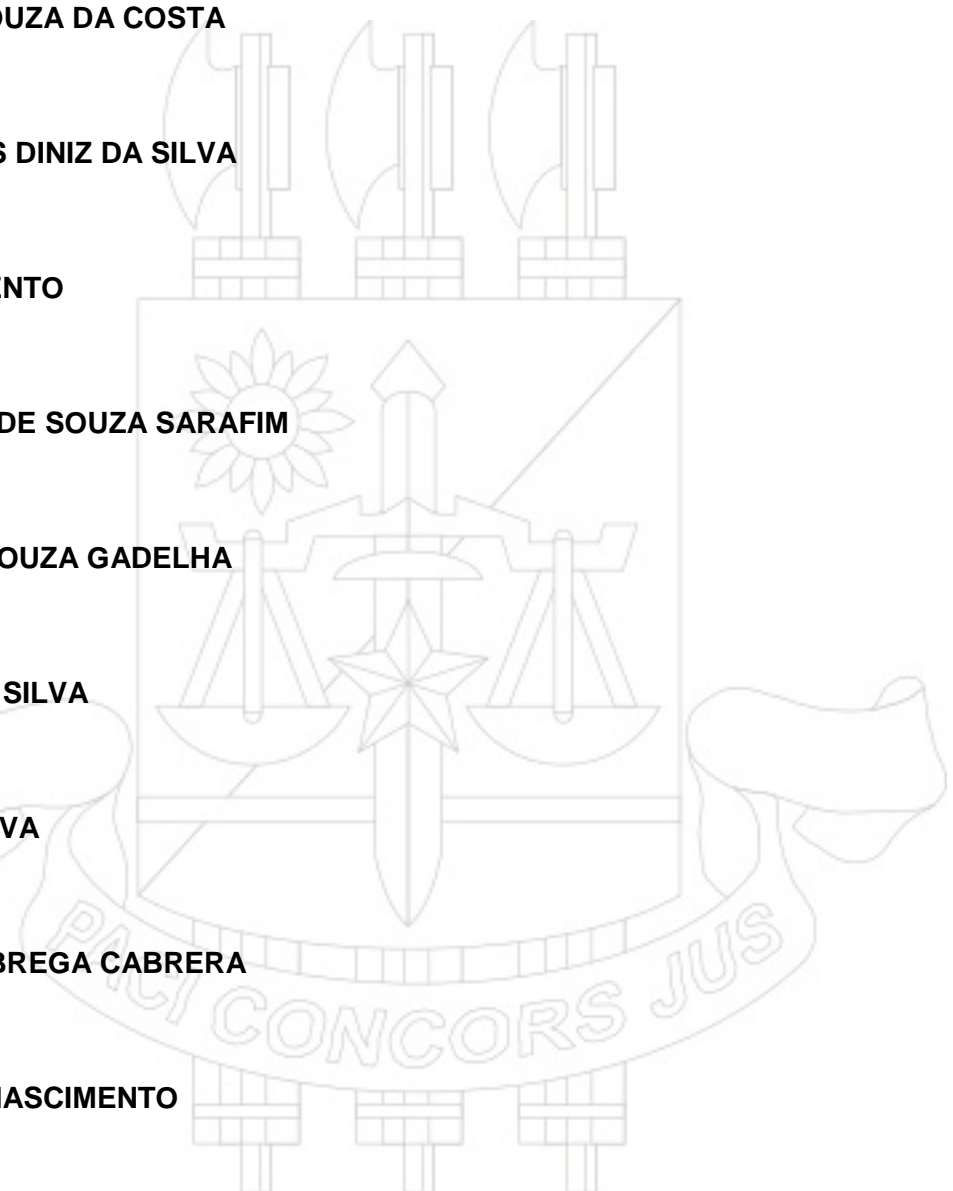 OUZA DA COSTA
S DINIZ DA SILVA
ENTO
DE SOUZA SARAFIM
OUZA GADELHA
SILVA
VA
BREGA CABRERA
NASCIMENTO
PACI CONCORS JUS